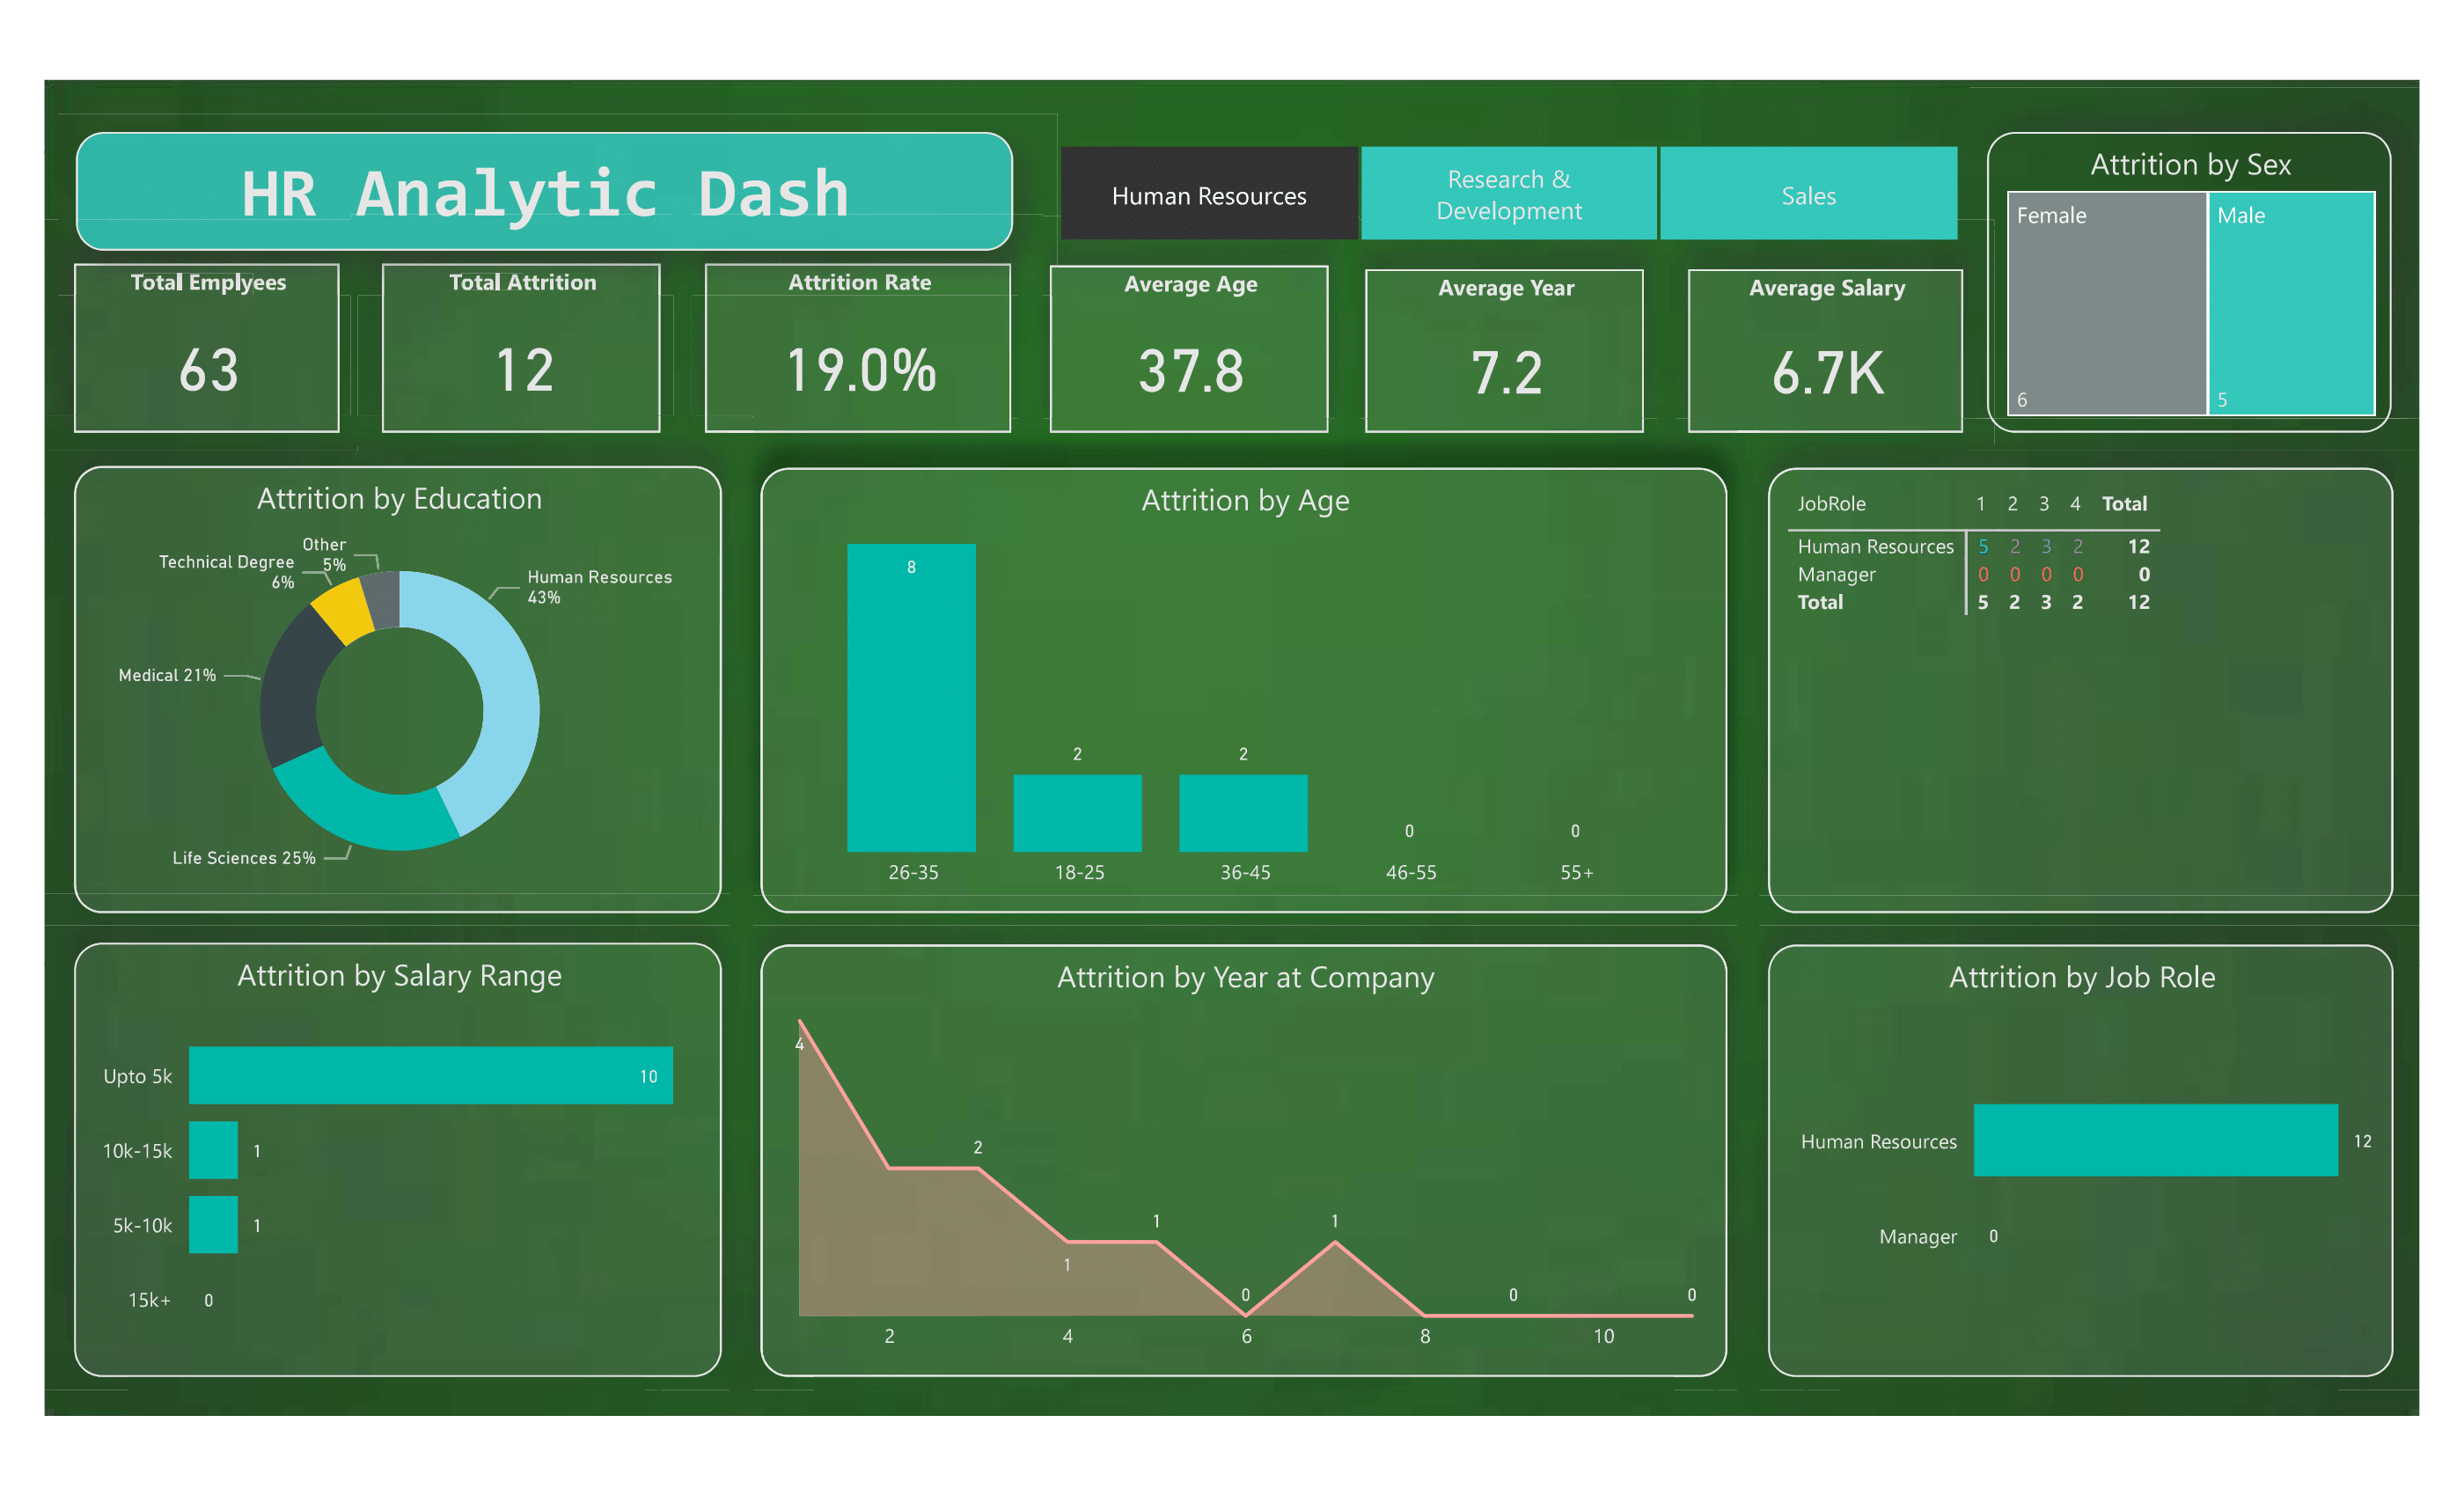 HR Analytic Dash
Human Resources
Research &
Development
Sales
Attrition by Sex
Female
Male
6
5
Total Emplyees
63
Total Attrition
12
Attrition Rate
19.0%
Average Age
37.8
Average Year
7.2
Average Salary
6.7K
Attrition by Education
Other
5%
Technical Degree
6%
Human Resources
43%
Medical 21%
Life Sciences 25%
Attrition by Age
8
2
2
0
0
26-35 18-25 36-45 46-55 55+
JobRole 1 2 3 4 Total
Human Resources 5 2 3 2 12
Manager 0 0 0 0 0
Total 5 2 3 2 12
Attrition by Salary Range
Upto 5k 10
10k-15k 1
5k-10k 1
15k+ 0
Attrition by Year at Company
4
2
1
1
0
1
0
0
2 4 6 8 10
Attrition by Job Role
Human Resources 12
Manager 0